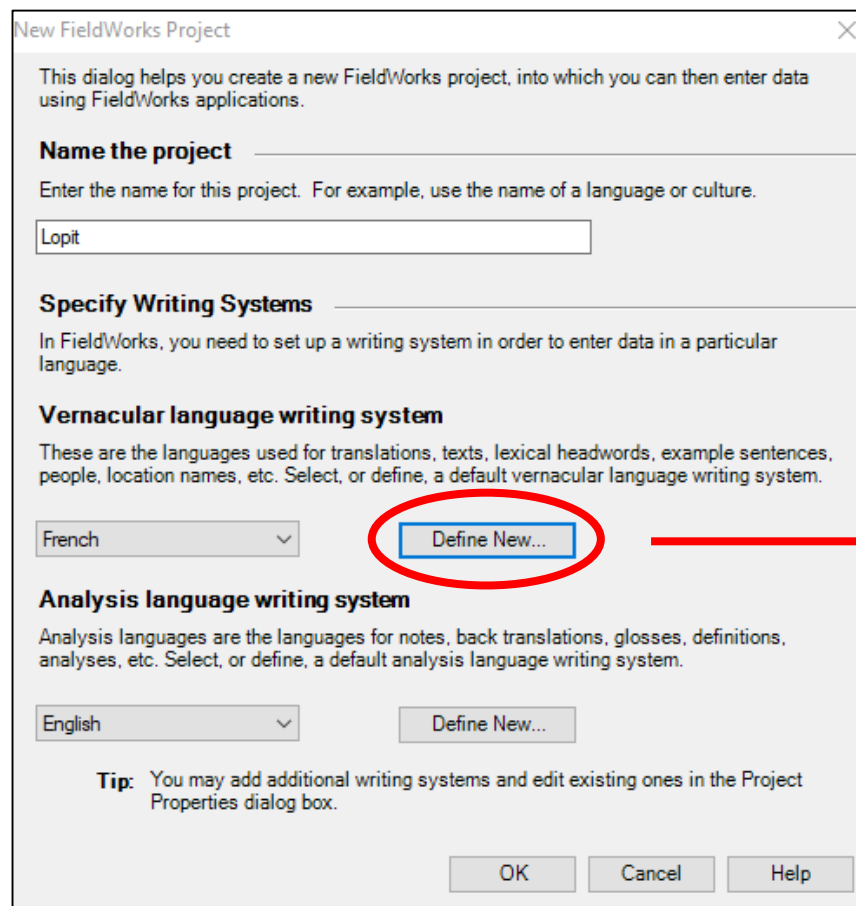 New FieldWorks Project
This dialog helps you create a new FieldWorks project, into which you can then enter data
using FieldWorks applications.
Name the project
Enter the name for this project. For example, use the name of a language or culture.
Lopit
Specify Writing Systems
In FieldWorks, you need to set up a writing system in order to enter data in a particular
language.
Vernacular language writing system
These are the languages used for translations, texts, lexical headwords, example sentences,
people, location names, etc. Select, or define, a default vernacular language writing system.
French Define New...
Analysis language writing system
Analysis languages are the languages for notes, back translations, glosses, definitions,
analyses, etc. Select, or define, a default analysis language writing system.
English Define New...
Tip: You may add additional writing systems and edit existing ones in the Project
Properties dialog box.
OK Cancel Help